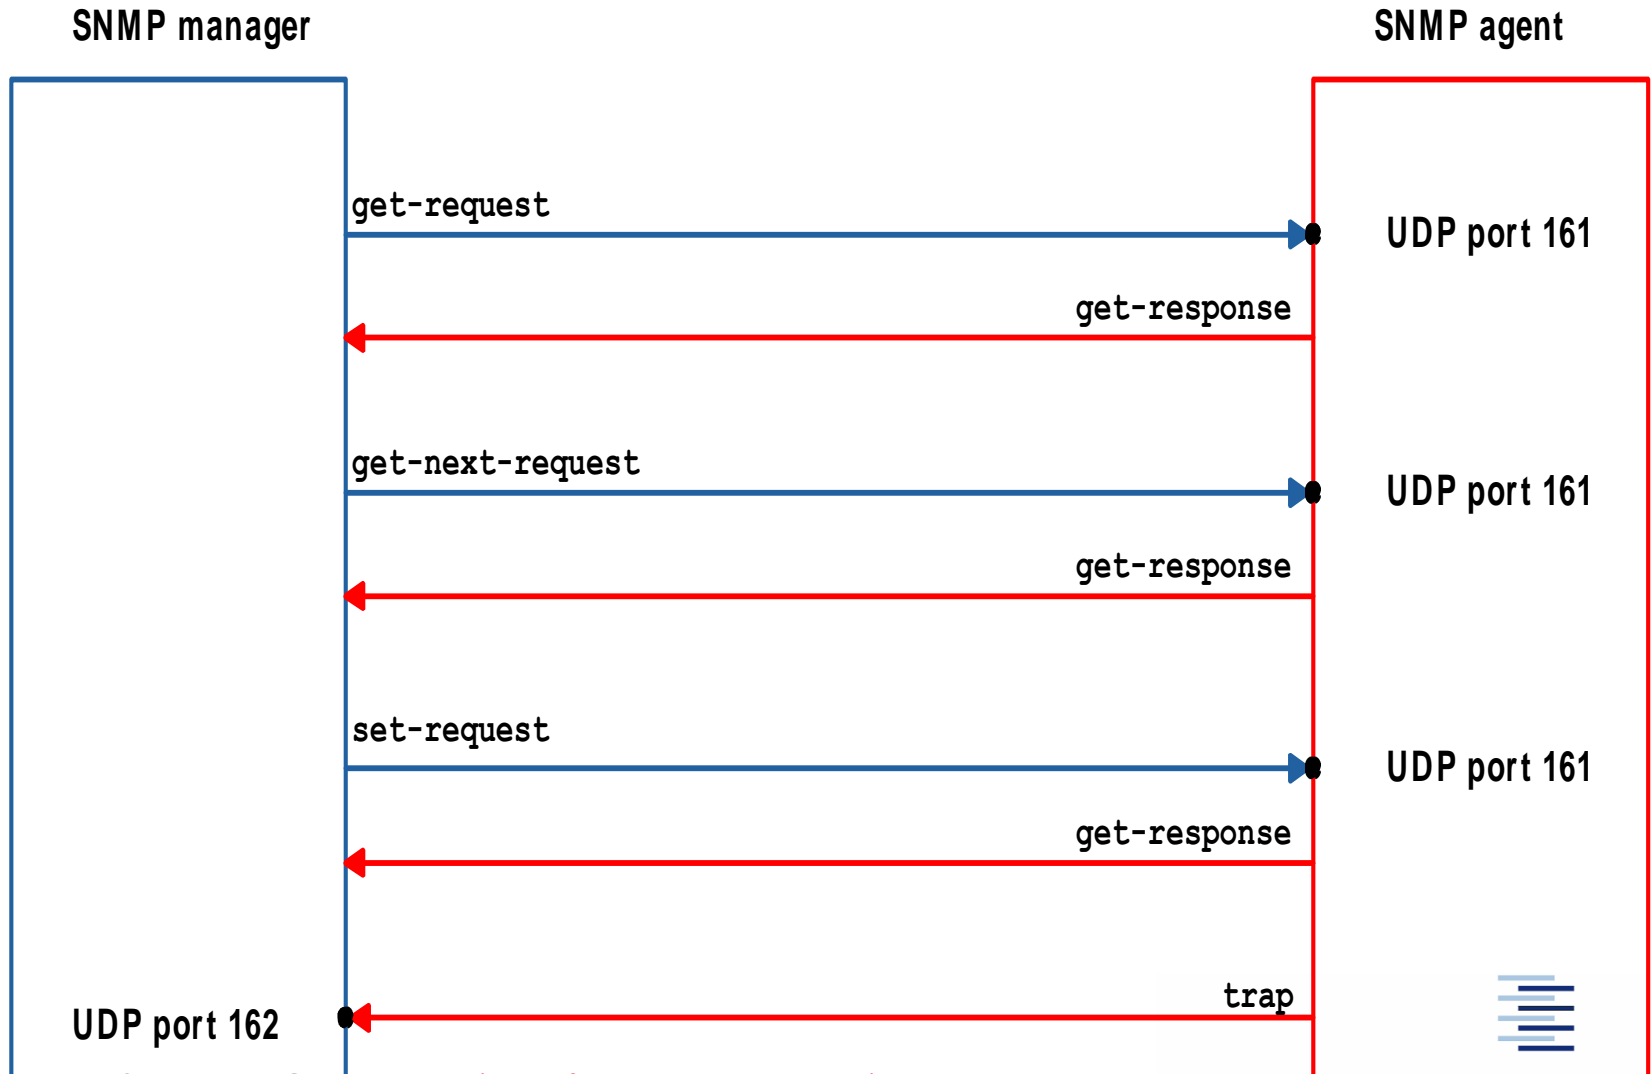 SNMP manager
SNMP agent
get-request
UDP port 161
get-response
get-next-request
UDP port 161
get-response
set-request
UDP port 161
get-response
trap
UDP port 162